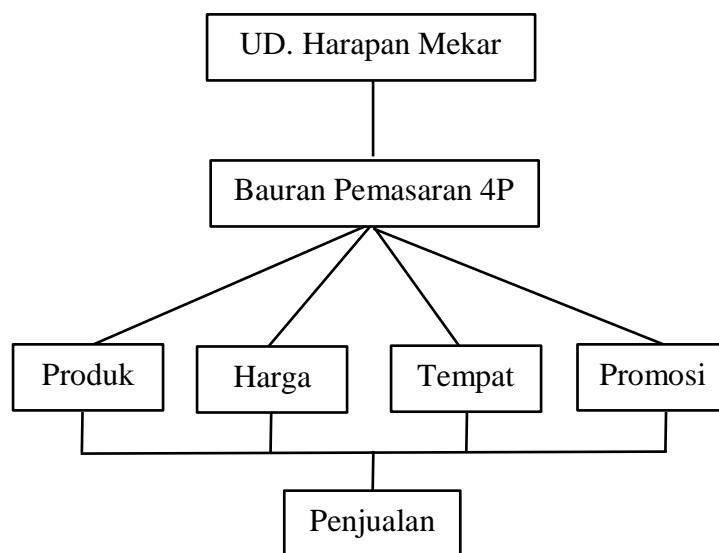 UD. Harapan Mekar
Bauran Pemasaran 4P
Produk
Harga
Tempat
Promosi
Penjualan